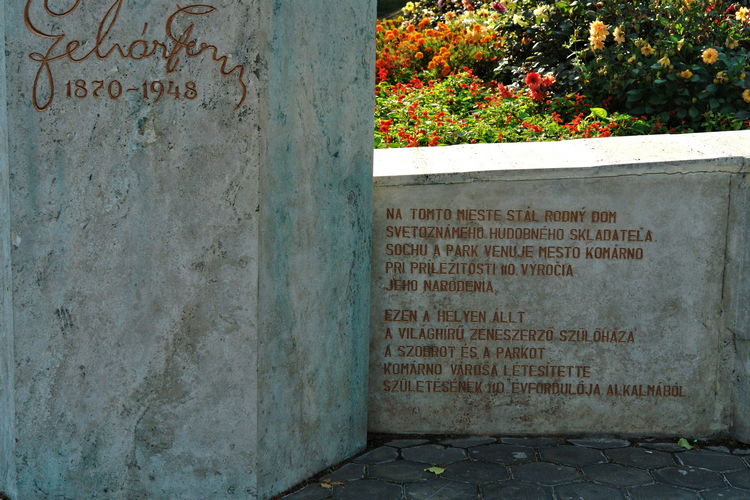 Lehár Ferenc
1870-1948
NA TOMTO MIESTE STÁL RODNÝ DOM
SVETOZNÁMEHO HUDOBNÉHO SKLADATEĽA.
SOCHU A PARK VENUJE MESTO KOMÁRNO
PRI PRÍLEŽITOSTI 110. VÝROČIA
JEHO NARODENIA.
EZEN A HELYEN ÁLLT
A VILÁGHÍRŰ ZENESZERZŐ SZÜLŐHÁZA
A SZOBROT ÉS A PARKOT
KOMÁRNO VÁROSA LÉTESÍTETTE
SZÜLETÉSÉNEK 110 ÉVFORDULÓJA ALKALMÁBÓL